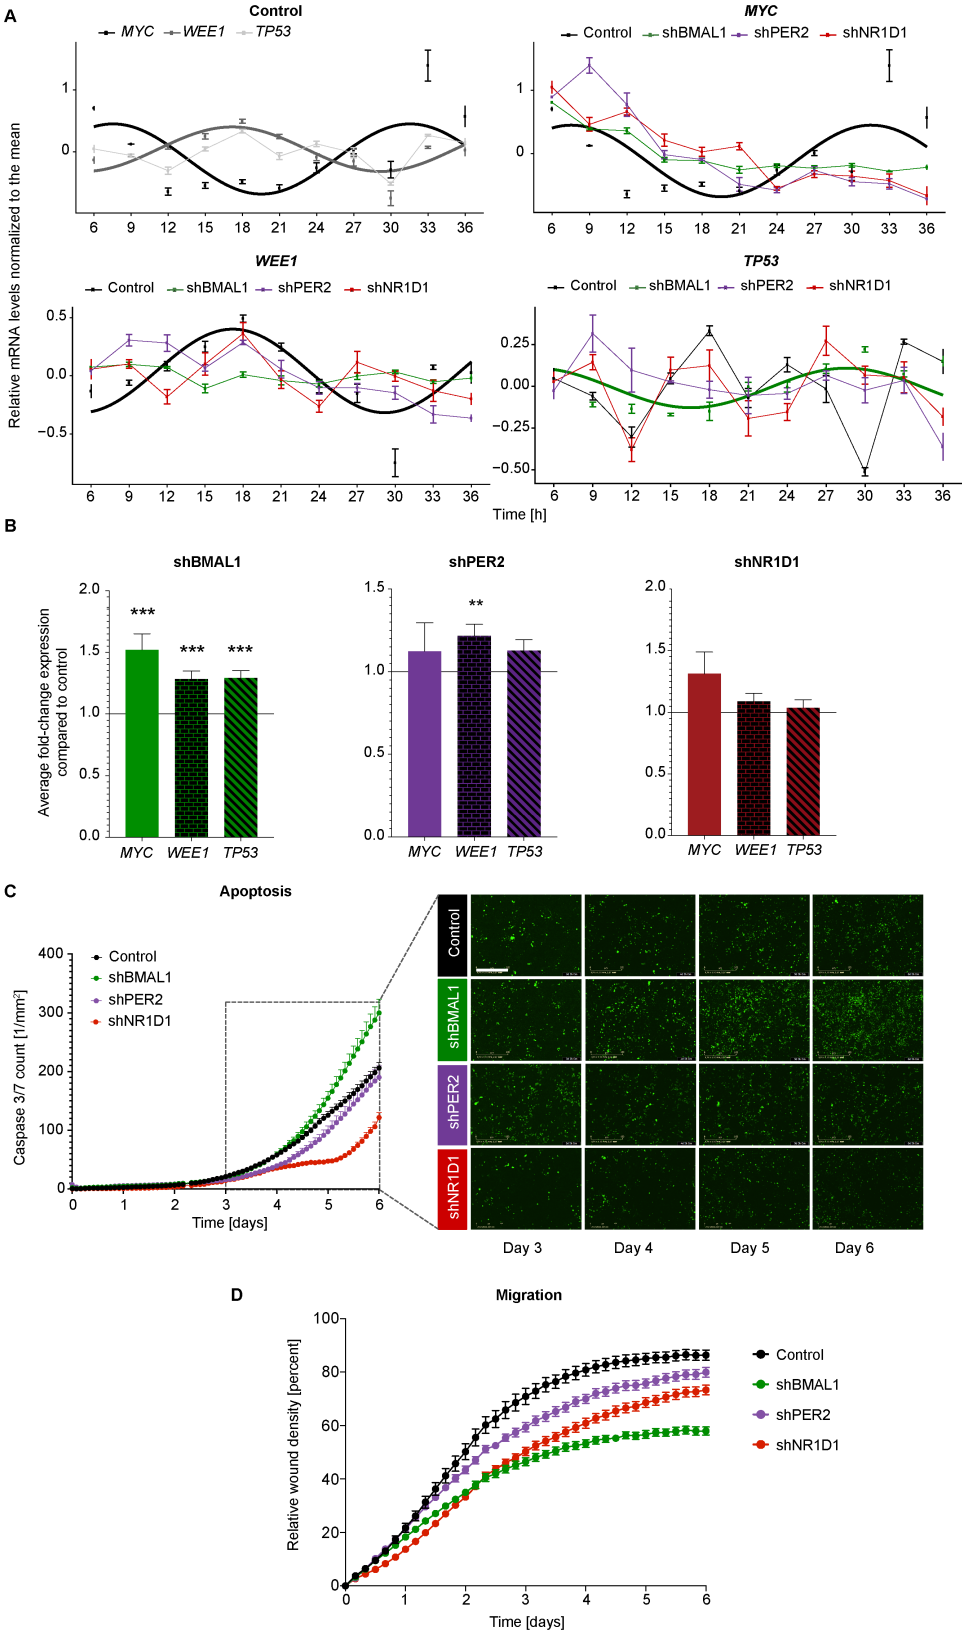 A
Control
MYC WEE1 TP53
MYC
Control shBMAL1 shPER2 shNR1D1
Relative mRNA levels normalized to the mean
1
0
6 9 12 15 18 21 24 27 30 33 36
1
0
6 9 12 15 18 21 24 27 30 33 36
WEE1
Control shBMAL1 shPER2 shNR1D1
TP53
Control shBMAL1 shPER2 shNR1D1
0.5
0.0
−0.5
6 9 12 15 18 21 24 27 30 33 36
0.25
0.00
−0.25
−0.50
6 9 12 15 18 21 24 27 30 33 36
Time [h]
B
shBMAL1
shPER2
shNR1D1
Average fold-change expression
compared to control
2.0
1.5
1.0
0.5
0.0
*** *** ***
MYC WEE1 TP53
1.5
1.0
0.5
0.0
**
MYC WEE1 TP53
2.0
1.5
1.0
0.5
0.0
MYC WEE1 TP53
C
Apoptosis
Caspase 3/7 count [1/mm²]
400
300
200
100
0
Control
shBMAL1
shPER2
shNR1D1
0 1 2 3 4 5 6
Time [days]
Control
shBMAL1
shPER2
shNR1D1
Day 3 Day 4 Day 5 Day 6
D
Migration
Relative wound density [percent]
100
80
60
40
20
0
0 1 2 3 4 5 6
Time [days]
Control
shBMAL1
shPER2
shNR1D1